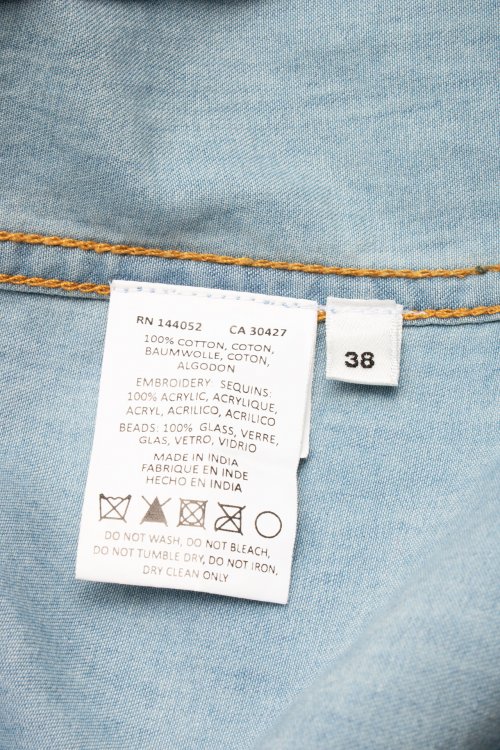 RN 144052 CA 30427
100% COTTON, COTON,
BAUMWOLLE, COTON,
ALGODON
EMBROIDERY SEQUINS:
100% ACRYLIC, ACRYLIQUE,
ACRYL, ACRILICO, ACRILICO
BEADS: 100% GLASS, VERRE,
GLAS, VETRO, VIDRIO
MADE IN INDIA
FABRIQUE EN INDE
HECHO EN INDIA
DO NOT WASH, DO NOT BLEACH,
DO NOT TUMBLE DRY, DO NOT IRON,
DRY CLEAN ONLY
38